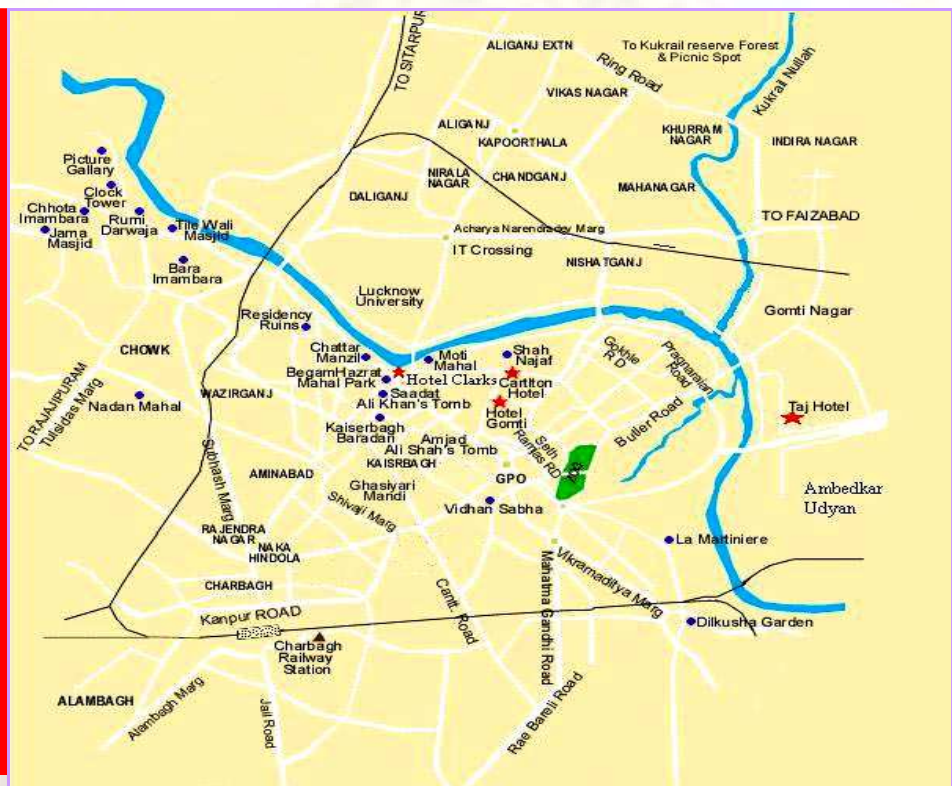 TO SITARPUR
ALIGANJ EXTN
To Kukrail reserve Forest
& Picnic Spot
Ring Road
Kukrail Nullah
VIKAS NAGAR
ALIGANJ
KAPOORTHALA
KHURRAM
NAGAR
INDIRA NAGAR
Picture
Gallary
NIRALA
NAGAR
CHANDGANJ
MAHANAGAR
Clock
Tower
DALIGANJ
Chhota
Imambara
Rumi
Darwaja
TO FAIZABAD
Jama
Masjid
Tile Wali
Masjid
Acharya Narendradev Marg
IT Crossing
Bara
Imambara
NISHATGANJ
Lucknow
University
Gomti Nagar
Residency
Ruins
Chattar
Manzil
Moti
Mahal
Shah
Najaf
Gokhle
R D
Pragnarain
Road
CHOWK
BegamHazrat
Mahal Park
Hotel Clarks
Carltton
Hotel
TO RAJAJIPURAM
Tulsidas Marg
Nadan Mahal
WAZIRGANJ
Saadat
Ali Khan's Tomb
Hotel
Gomti
Butler Road
Taj Hotel
Kaiserbagh
Baradari
Amjad
Ali Shah's Tomb
Seth
Ramjas RD
ZOO
Subhash Marg
KAISRBAGH
AMINABAD
GPO
Ghasiyari
Mandi
Shivaji Marg
Vidhan Sabha
Ambedkar
Udyan
RAJENDRA
NAGAR
NAKA
HINDOLA
La Martiniere
Vikramaditya Marg
CHARBAGH
Mahatma Gandhi Road
Cantt. Road
Kanpur ROAD
Dilkusha Garden
Charbagh
Railway
Station
ALAMBAGH
Alambagh Marg
Jail Road
Rae Bareli Road